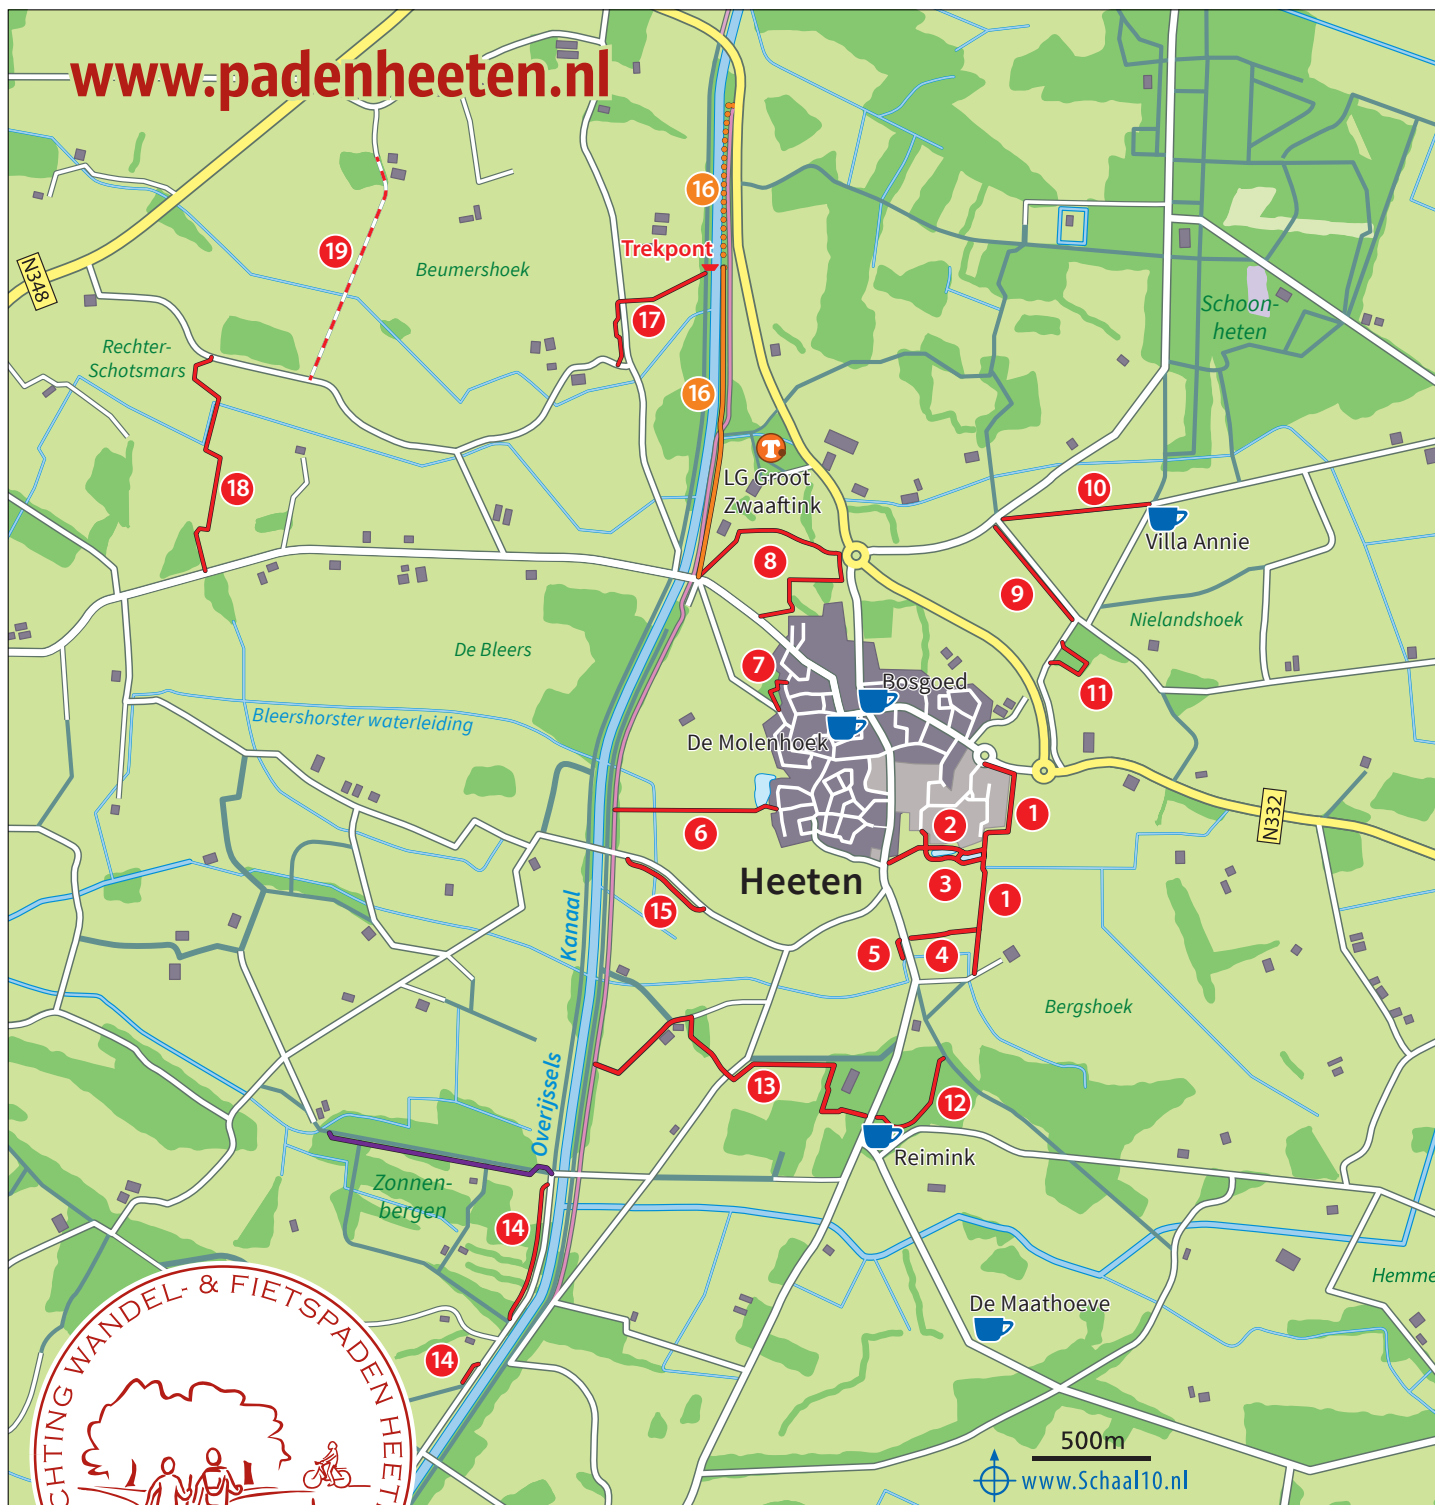 www.padenheeten.nl
16
Trekpont
19
Beumershoek
N348
17
Schoon-
heten
Rechter-
Schotsmars
16
LG Groot
Zwaaftink
18
10
Villa Annie
8
9
Nielandshoek
De Bleers
7
Bosgoed
11
Bleershorster waterleiding
De Molenhoek
6
2
1
N332
Heeten
3
15
1
5
4
Kanaal
Bergshoek
Overijssels
13
12
Reimink
Zonnen-
bergen
14
Hemme
De Maathoeve
14
CHTING WANDEL- & FIETSPADEN HEET
500m
www.Schaal10.nl